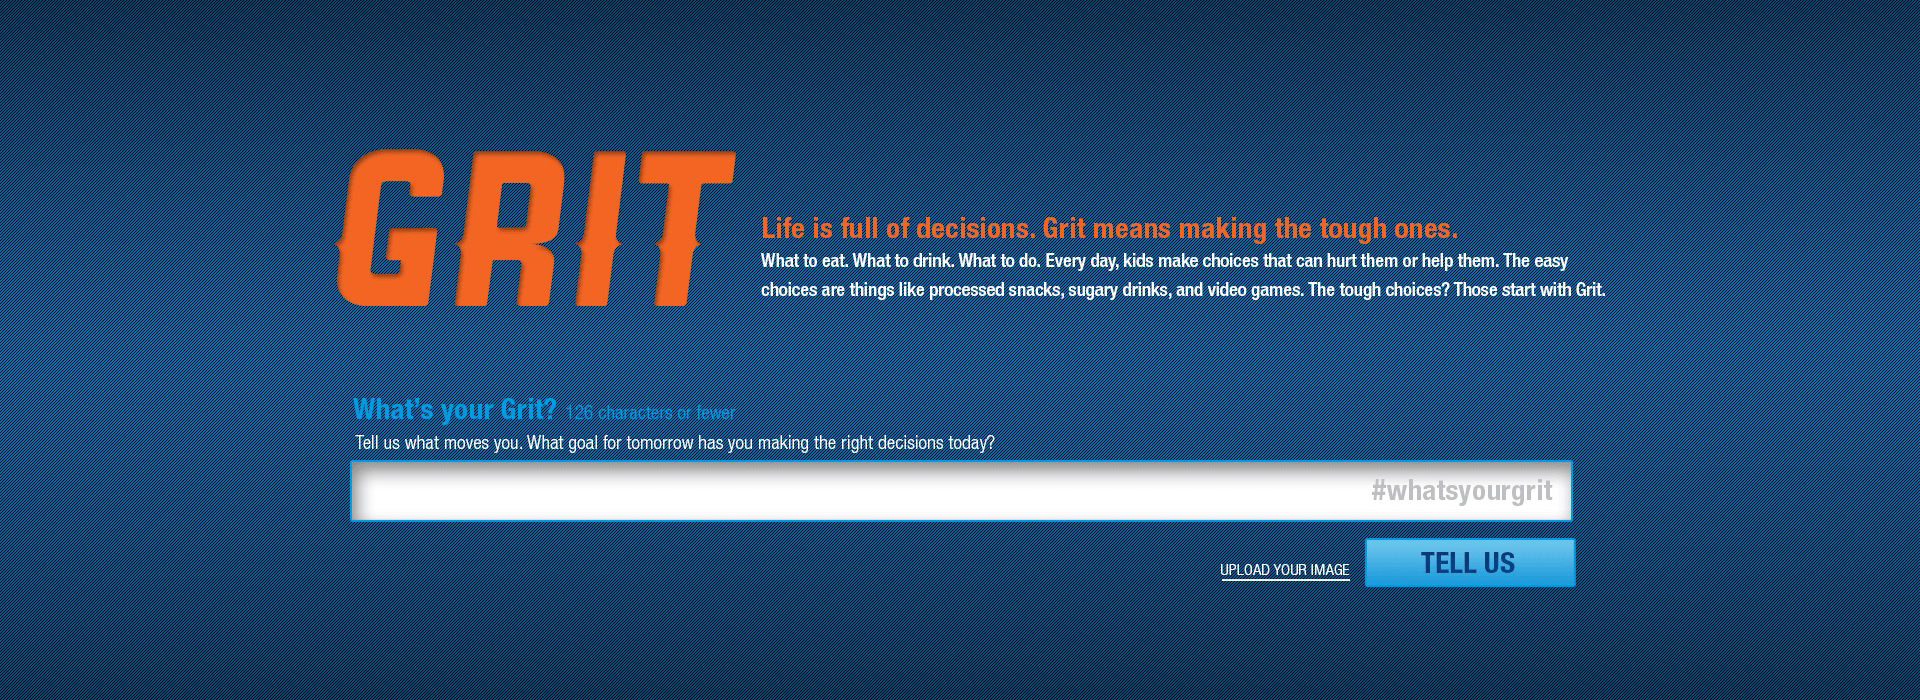 GRIT
Life is full of decisions. Grit means making the tough ones.
What to eat. What to drink. What to do. Every day, kids make choices that can hurt them or help them. The easy
choices are things like processed snacks, sugary drinks, and video games. The tough choices? Those start with Grit.
What's your Grit? 126 characters or fewer
Tell us what moves you. What goal for tomorrow has you making the right decisions today?
#whatsyourgrit
UPLOAD YOUR IMAGE
TELL US